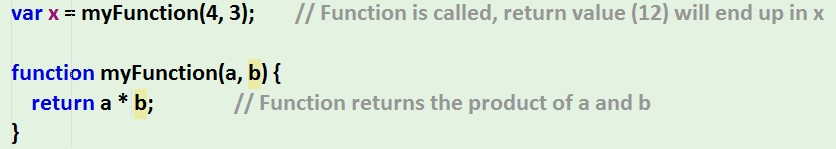 var x = myFunction(4, 3); // Function is called, return value (12) will end up in x
function myFunction(a, b) {
return a * b; // Function returns the product of a and b
}